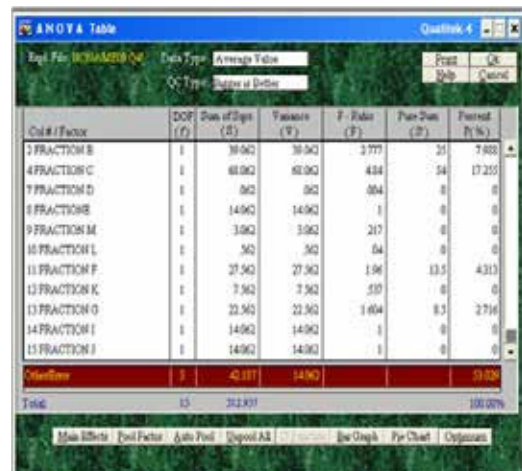 ANOVA Table Qualitek 4
Expt. File: Data Type: Average Value Print Ok
QC Type: Bigger is Better Help Cancel
Col# / Factor DOF (f) Sum of Sqrs. (S) Variance (V) F - Ratio (F) Pure Sum (S') Percent P(%)
FRACTION B 1 39.062 39.062 2.777 25 7.988
4 FRACTION C 1 68.062 68.062 4.84 54 17.255
7 FRACTION D 1 .062 .062 .004 0 0
8 FRACTION E 1 14.062 14.062 1 0 0
9 FRACTION M 1 3.062 3.062 .217 0 0
10 FRACTION L 1 .562 .562 .04 0 0
11 FRACTION F 1 27.562 27.562 1.96 13.5 4.313
12 FRACTION K 1 7.562 7.562 .537 0 0
13 FRACTION G 1 22.562 22.562 1.604 8.5 2.716
14 FRACTION I 1 14.062 14.062 1 0 0
15 FRACTION J 1 14.062 14.062 1 0 0
Other/Error 3 42.187 14.062
Total: 15 312.937 100.00%
Main Effects Pool Factor Auto Pool Unpool All Bar Graph Pie Chart Optimum